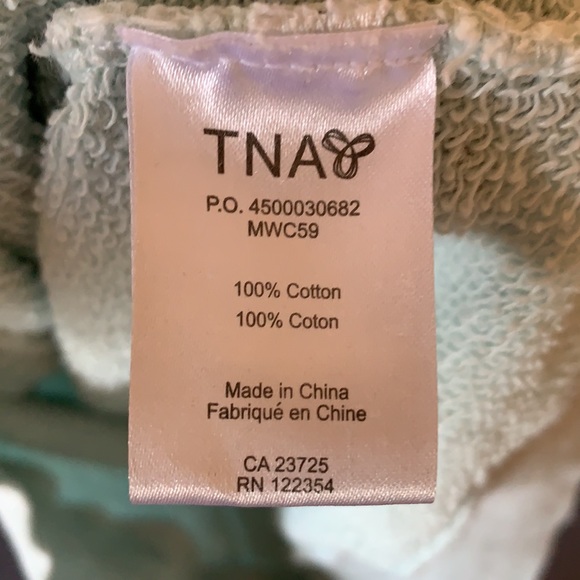 TNA
P.O. 4500030682
MWC59
100% Cotton
100% Coton
Made in China
Fabriqué en Chine
CA 23725
RN 122354